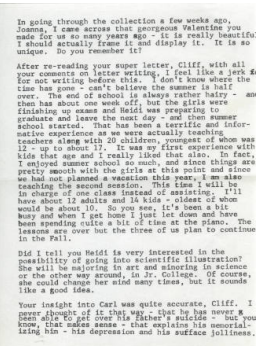 In going through the collection a few weeks ago,
Joanna, I came across that gorgeous Valentine you
made for us so many years ago - it is really beautiful
I should actually frame it and display it. It is so
unique. Do you remember it?
After re-reading your super letter, Cliff, with all
your comments on letter writing, I feel like a jerk
for not writing before this. I don't know where the
time has gone - can't believe the summer is half
over. The end of school is always rather hairy - and
then has about one week off, but the girls were
finishing up exams and Heidi was preparing to
graduate and leave the next day - and then summer
school started. That has been a terrific and infor-
mative experience as we were actually teaching
teachers along with 20 children, youngest of whom was
12 - up to about 17. It was my first experience with
kids that age and I really liked that also. In fact,
I enjoyed summer school so much, and since things are
pretty smooth with the girls at this point and since
we had not planned a vacation this year, I am also
teaching the second session. This time I will be
in charge of one class instead of assisting. I'll
have about 12 adults and 14 kids - oldest of whom
would be 10. So you see, it's been a bit
busy and when I get home I just let down and have
been spending quite a bit of time at the piano. The
lessons are over but the three of us plan to continue
in the Fall.
Did I tell you Heidi is very interested in the
possibility of going into scientific illustration?
She will be majoring in art and minoring in science
or the other way around, in Jr. College. Of course,
she could change her mind many times, but it sounds
like a good idea.
Your insight into Carl was quite accurate, Cliff. I
never thought of it that way - that he has never
been able to get over his father's suicide - but you
know, that makes sense - that explains his memorial-
izing him - his depression and his jolliness.